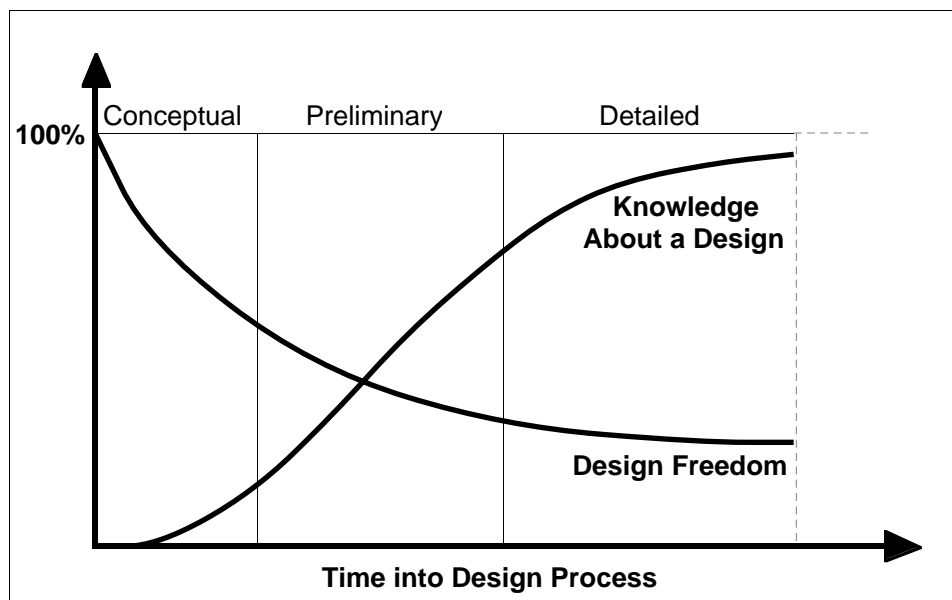 Conceptual Preliminary Detailed
100%
Knowledge
About a Design
Design Freedom
Time into Design Process